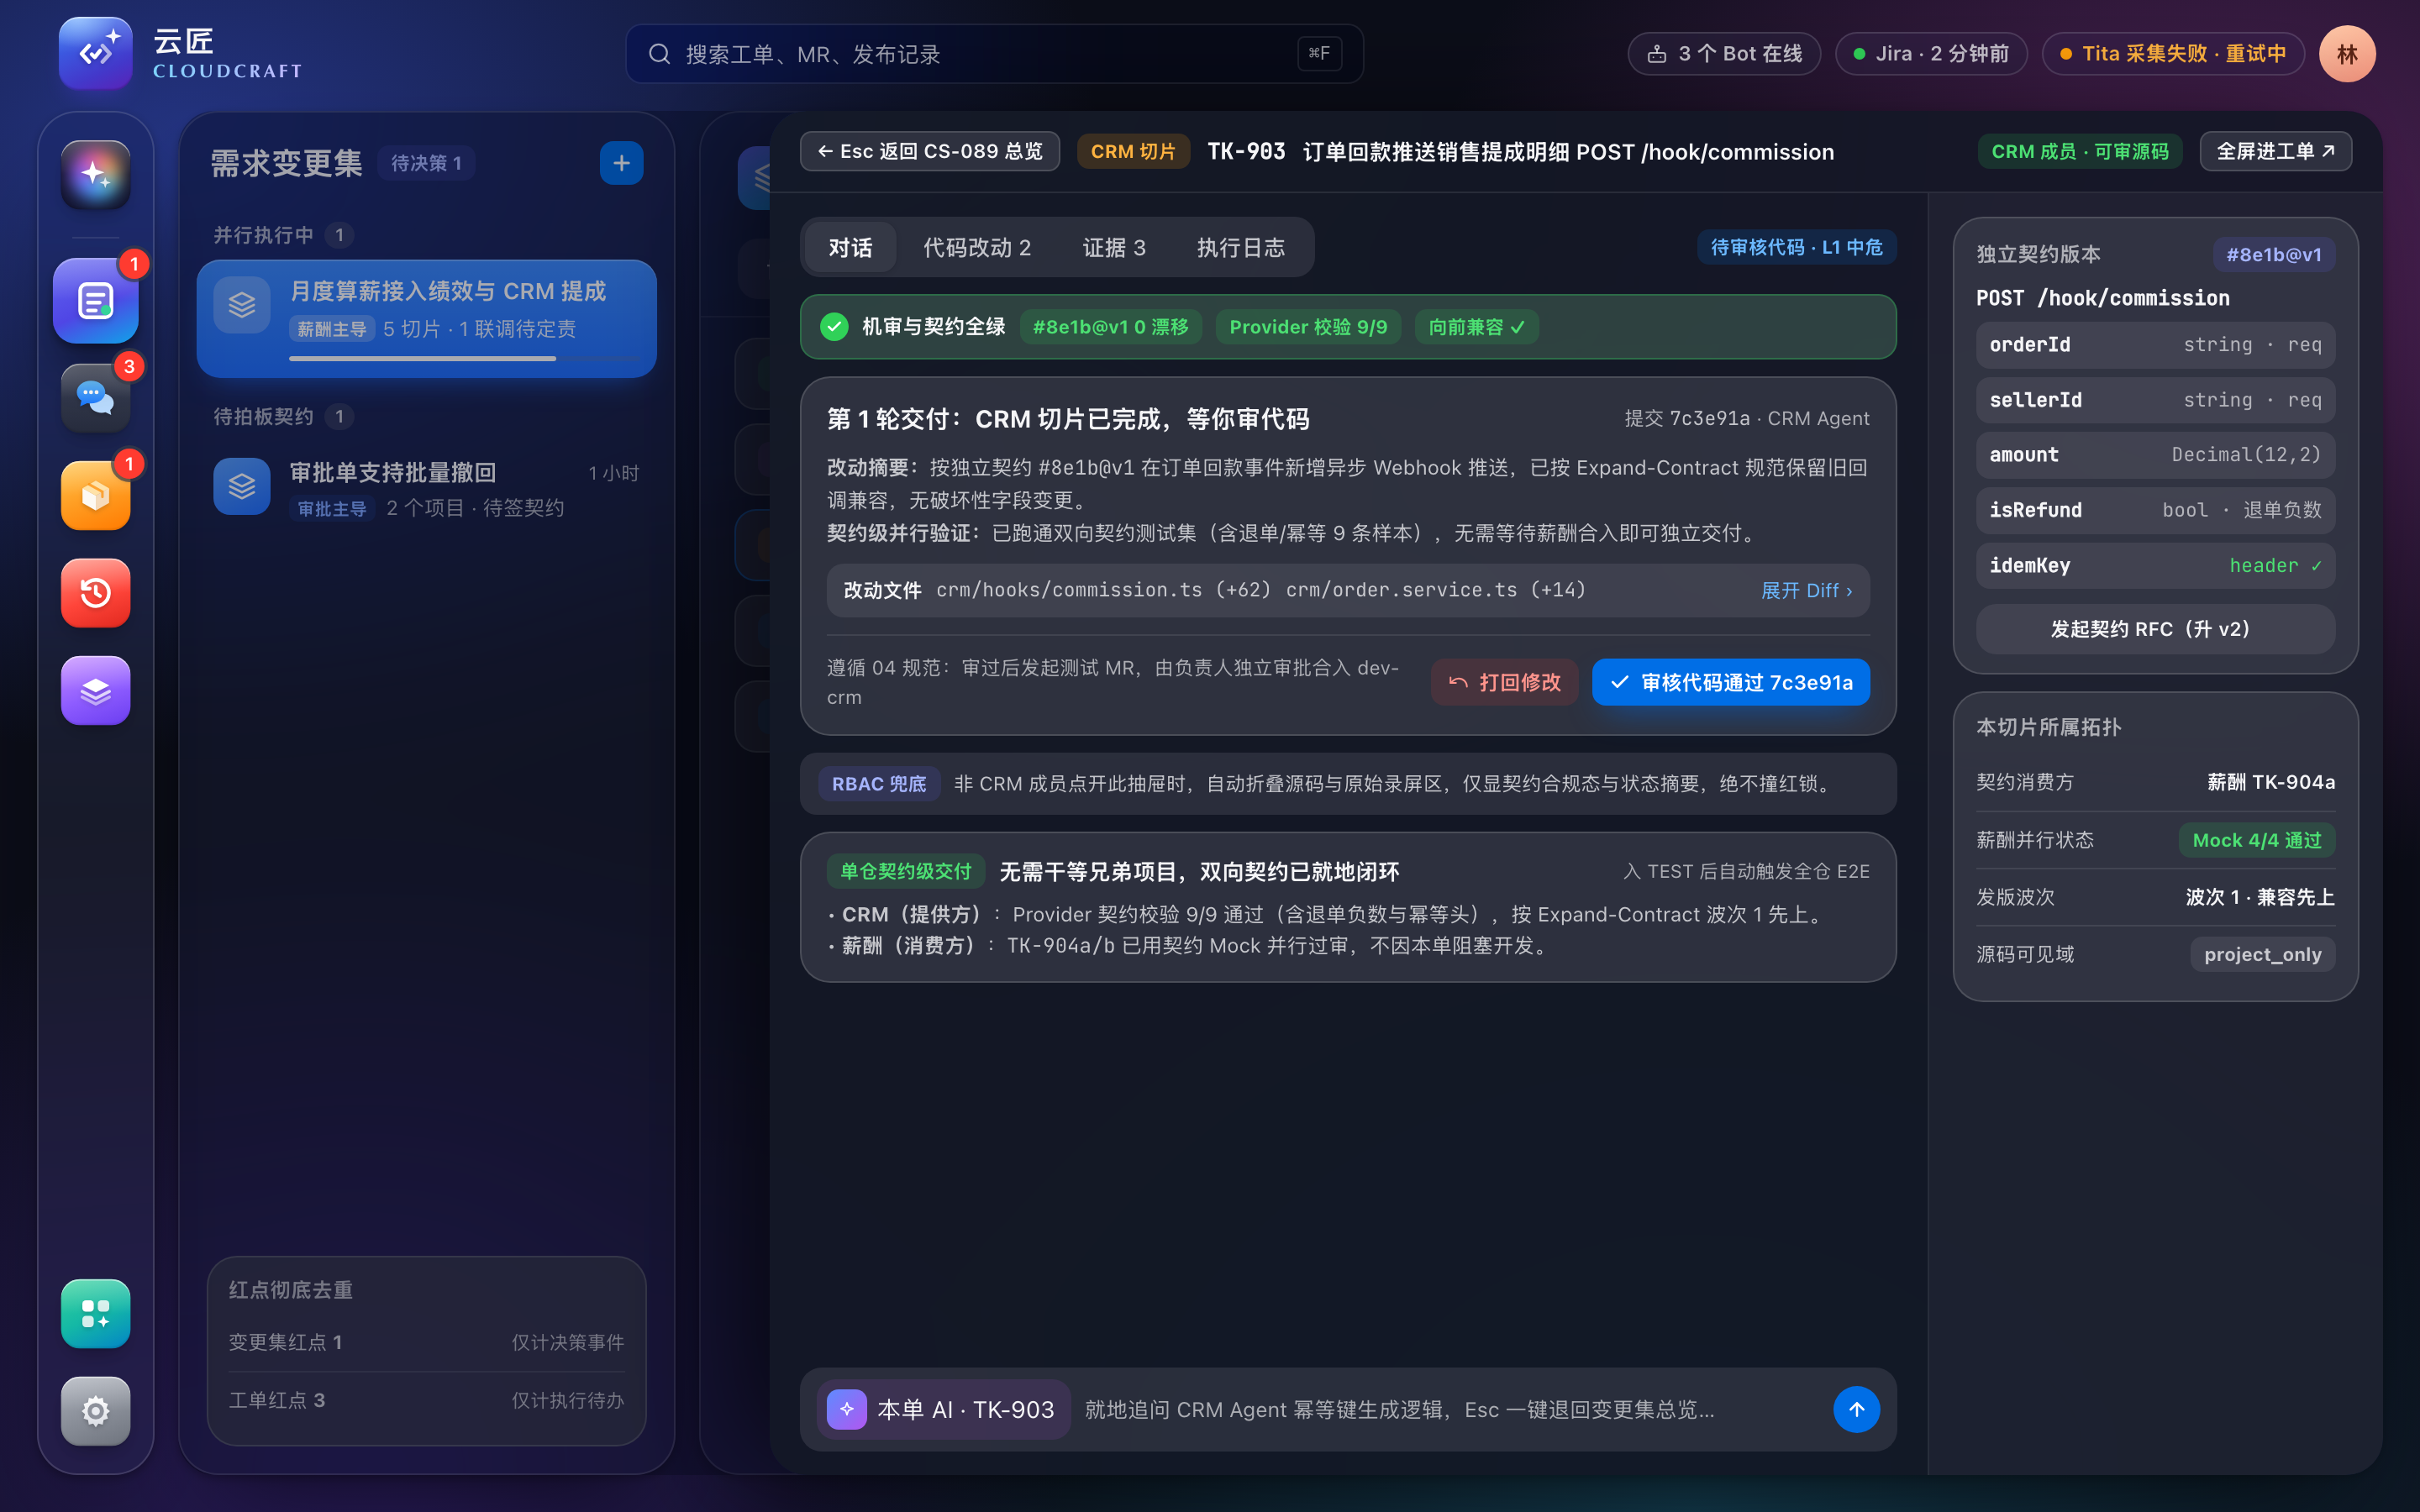 云匠
CLOUDCRAFT
搜索工单、MR、发布记录
⌘F
3 个 Bot 在线
Jira · 2 分钟前
Tita 采集失败 · 重试中
林
1
3
1
需求变更集
待决策 1
+
并行执行中 1
月度算薪接入绩效与 CRM 提成
薪酬主导 5 切片 · 1 联调待定责
待拍板契约 1
审批单支持批量撤回 1 小时
审批主导 2 个项目 · 待签契约
红点彻底去重
变更集红点 1 仅计决策事件
工单红点 3 仅计执行待办
← Esc 返回 CS-089 总览
CRM 切片
TK-903 订单回款推送销售提成明细 POST /hook/commission
CRM 成员 · 可审源码
全屏进工单 ↗
对话 代码改动 2 证据 3 执行日志
待审核代码 · L1 中危
机审与契约全绿 #8e1b@v1 0 漂移 Provider 校验 9/9 向前兼容 ✓
第 1 轮交付：CRM 切片已完成，等你审代码
提交 7c3e91a · CRM Agent
改动摘要：按独立契约 #8e1b@v1 在订单回款事件新增异步 Webhook 推送，已按 Expand-Contract 规范保留旧回
调兼容，无破坏性字段变更。
契约级并行验证：已跑通双向契约测试集（含退单/幂等 9 条样本），无需等待薪酬合入即可独立交付。
改动文件 crm/hooks/commission.ts (+62) crm/order.service.ts (+14) 展开 Diff ›
遵循 04 规范：审过后发起测试 MR，由负责人独立审批合入 dev-
crm
打回修改
审核代码通过 7c3e91a
RBAC 兜底 非 CRM 成员点开此抽屉时，自动折叠源码与原始录屏区，仅显契约合规态与状态摘要，绝不撞红锁。
单仓契约级交付 无需干等兄弟项目，双向契约已就地闭环 入 TEST 后自动触发全仓 E2E
· CRM（提供方）：Provider 契约校验 9/9 通过（含退单负数与幂等头），按 Expand-Contract 波次 1 先上。
· 薪酬（消费方）：TK-904a/b 已用契约 Mock 并行过审，不因本单阻塞开发。
本单 AI · TK-903 就地追问 CRM Agent 幂等键生成逻辑，Esc 一键退回变更集总览...
独立契约版本 #8e1b@v1
POST /hook/commission
orderId string · req
sellerId string · req
amount Decimal(12,2)
isRefund bool · 退单负数
idemKey header ✓
发起契约 RFC（升 v2）
本切片所属拓扑
契约消费方 薪酬 TK-904a
薪酬并行状态 Mock 4/4 通过
发版波次 波次 1 · 兼容先上
源码可见域 project_only